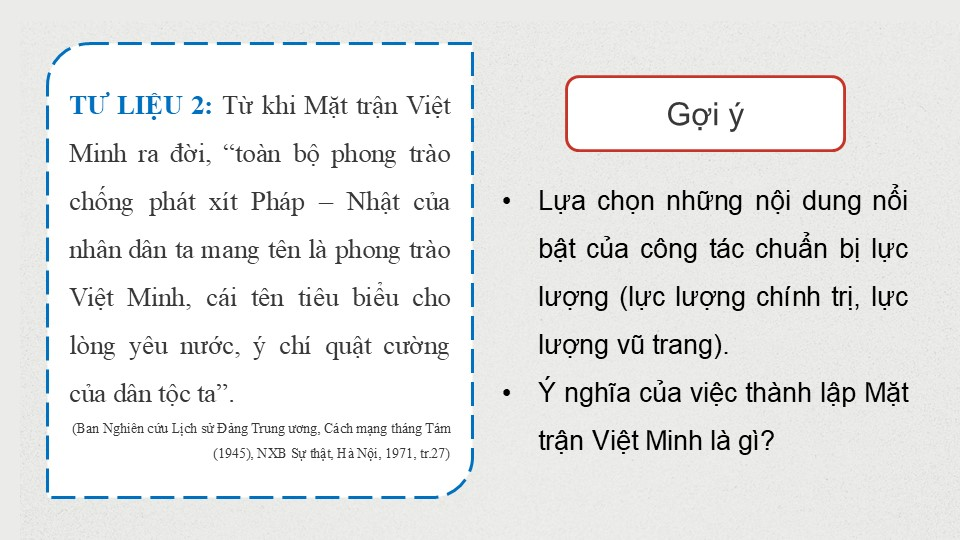 TƯ LIỆU 2: Từ khi Mặt trận Việt
Minh ra đời, “toàn bộ phong trào
chống phát xít Pháp – Nhật của
nhân dân ta mang tên là phong trào
Việt Minh, cái tên tiêu biểu cho
lòng yêu nước, ý chí quật cường
của dân tộc ta”.
(Ban Nghiên cứu Lịch sử Đảng Trung ương, Cách mạng tháng Tám
(1945), NXB Sự thật, Hà Nội, 1971, tr.27)
Gợi ý
• Lựa chọn những nội dung nổi
bật của công tác chuẩn bị lực
lượng (lực lượng chính trị, lực
lượng vũ trang).
• Ý nghĩa của việc thành lập Mặt
trận Việt Minh là gì?